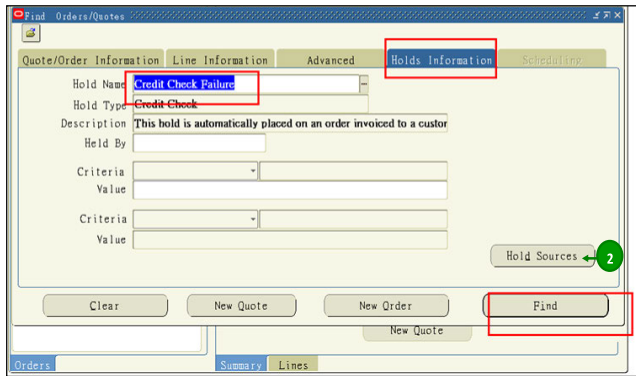 Find Orders/Quotes
Quote/Order Information Line Information Advanced Holds Information Scheduling
Hold Name Credit Check Failure
Hold Type Credit Check
Description This hold is automatically placed on an order invoiced to a custor
Held By
Criteria
Value
Criteria
Value
Hold Sources 2
Clear New Quote New Order Find
New Quote
Orders Summary Lines